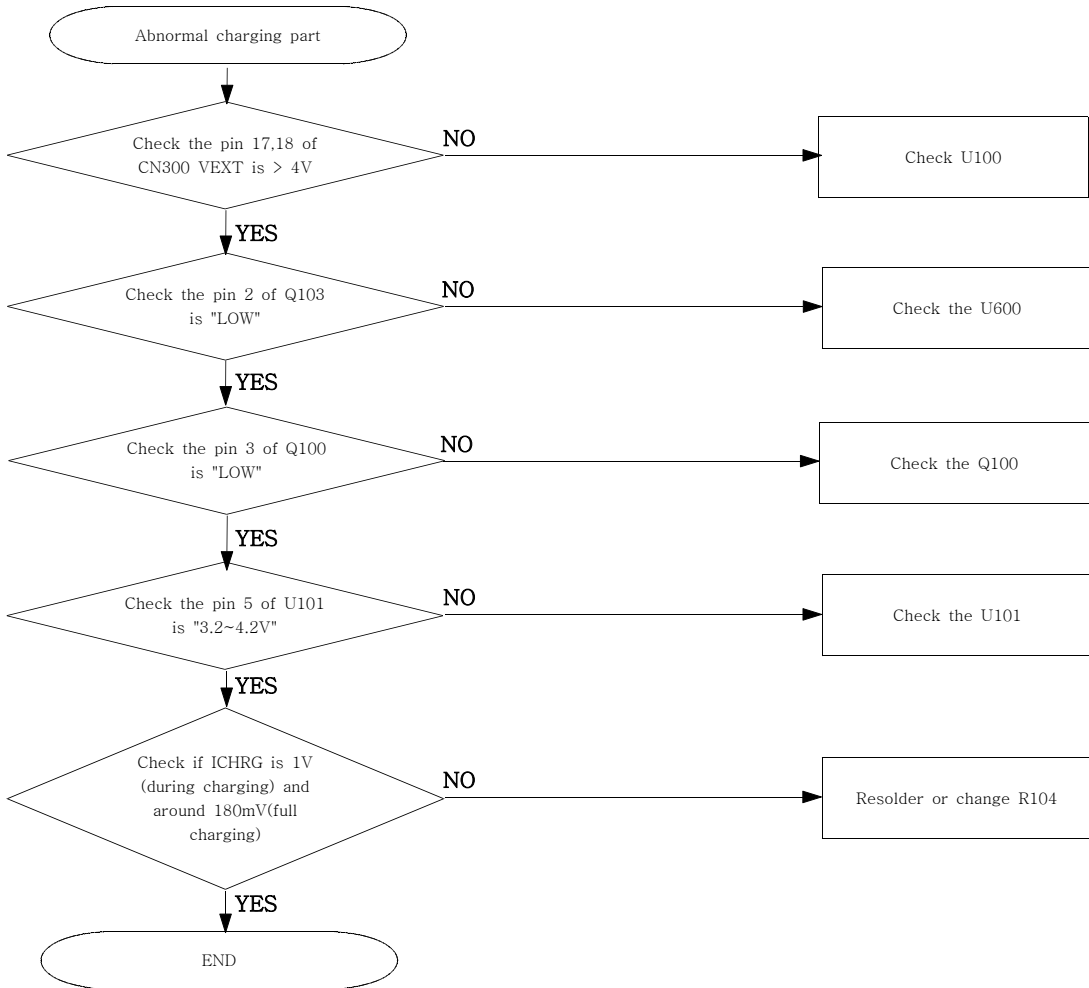 Abnormal charging part
Check the pin 17,18 of
CN300 VEXT is > 4V
NO
Check U100
YES
Check the pin 2 of Q103
is "LOW"
NO
Check the U600
YES
Check the pin 3 of Q100
is "LOW"
NO
Check the Q100
YES
Check the pin 5 of U101
is "3.2~4.2V"
NO
Check the U101
YES
Check if ICHRG is 1V
(during charging) and
around 180mV(full
charging)
NO
Resolder or change R104
YES
END